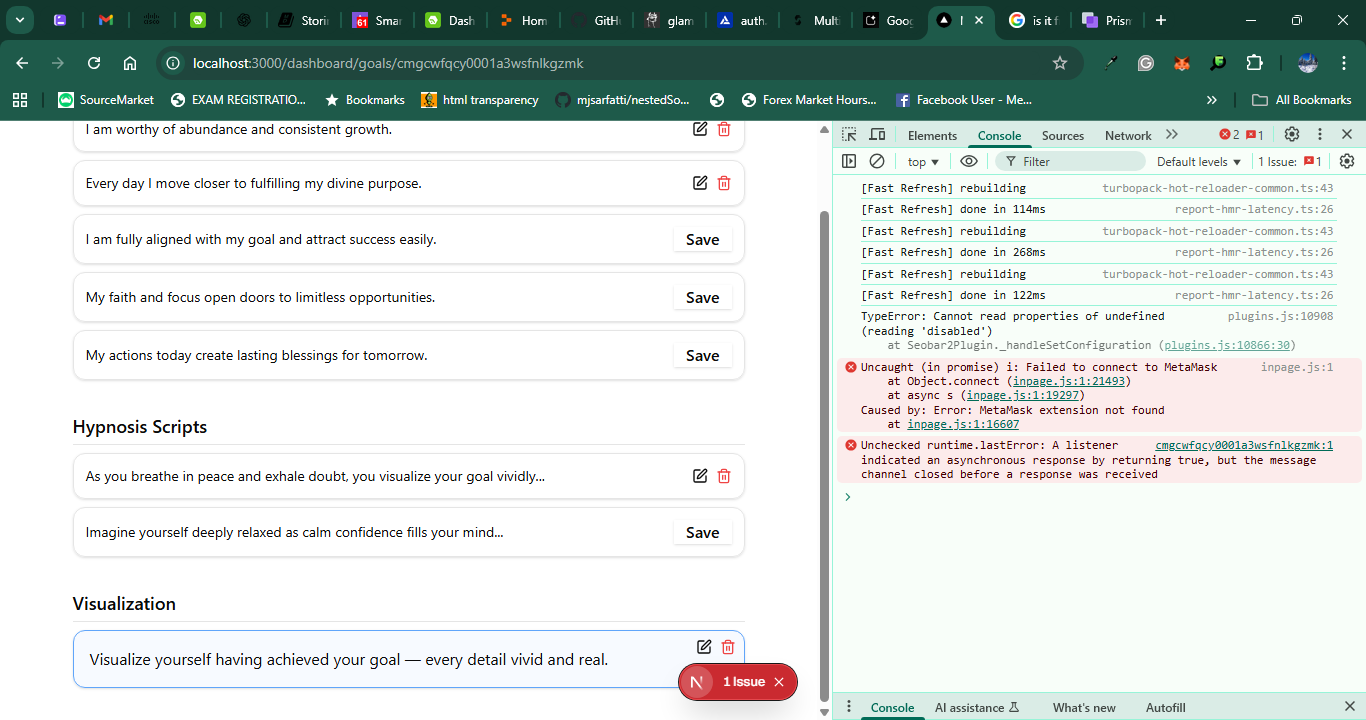 Storin
Smar
Dash
Hom
GitHu
glam
auth.
Multi
Goog
is it f
Prism
localhost:3000/dashboard/goals/cmgcwfqcy0001a3wsfnlkgzmk
SourceMarket
EXAM REGISTRATIO...
Bookmarks
html transparency
mjsarfatti/nestedSo...
Forex Market Hours...
Facebook User - Me...
All Bookmarks
I am worthy of abundance and consistent growth.
Every day I move closer to fulfilling my divine purpose.
I am fully aligned with my goal and attract success easily.
Save
My faith and focus open doors to limitless opportunities.
Save
My actions today create lasting blessings for tomorrow.
Save
Hypnosis Scripts
As you breathe in peace and exhale doubt, you visualize your goal vividly...
Imagine yourself deeply relaxed as calm confidence fills your mind...
Save
Visualization
Visualize yourself having achieved your goal — every detail vivid and real.
N 1 Issue
Elements Console Sources Network 2 1
top Filter Default levels 1 Issue: 1
[Fast Refresh] rebuilding turbopack-hot-reloader-common.ts:43
[Fast Refresh] done in 114ms report-hmr-latency.ts:26
[Fast Refresh] rebuilding turbopack-hot-reloader-common.ts:43
[Fast Refresh] done in 268ms report-hmr-latency.ts:26
[Fast Refresh] rebuilding turbopack-hot-reloader-common.ts:43
[Fast Refresh] done in 122ms report-hmr-latency.ts:26
TypeError: Cannot read properties of undefined plugins.js:10908
(reading 'disabled')
at Seobar2Plugin._handleSetConfiguration (plugins.js:10866:30)
Uncaught (in promise) i: Failed to connect to MetaMask inpage.js:1
at Object.connect (inpage.js:1:21493)
at async s (inpage.js:1:19297)
Caused by: Error: MetaMask extension not found
at inpage.js:1:16607
Unchecked runtime.lastError: A listener cmgcwfqcy0001a3wsfnlkgzmk:1
indicated an asynchronous response by returning true, but the message
channel closed before a response was received
Console AI assistance What's new Autofill